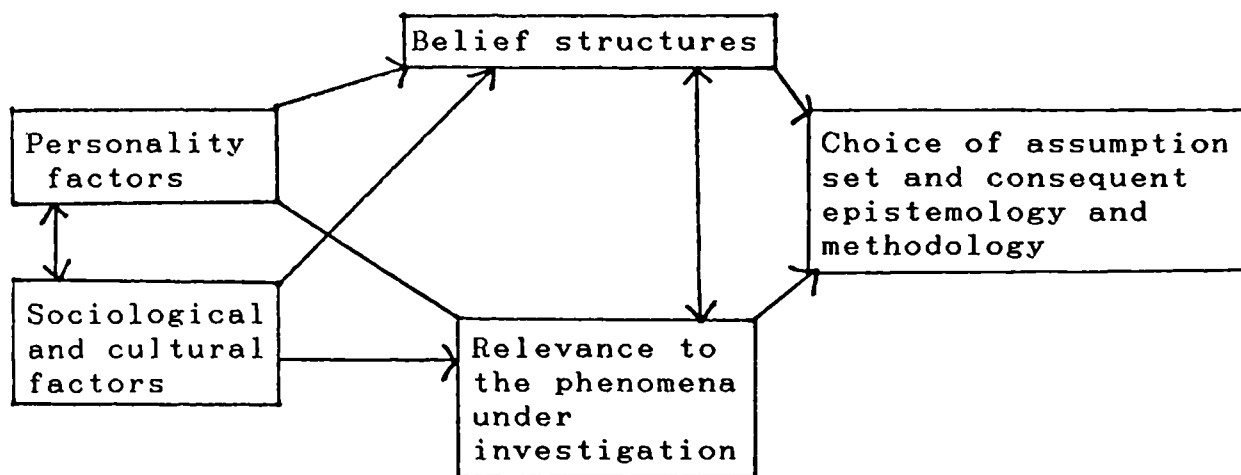 Belief structures
Personality
factors
Sociological
and cultural
factors
Relevance to
the phenomena
under
investigation
Choice of assumption
set and consequent
epistemology and
methodology